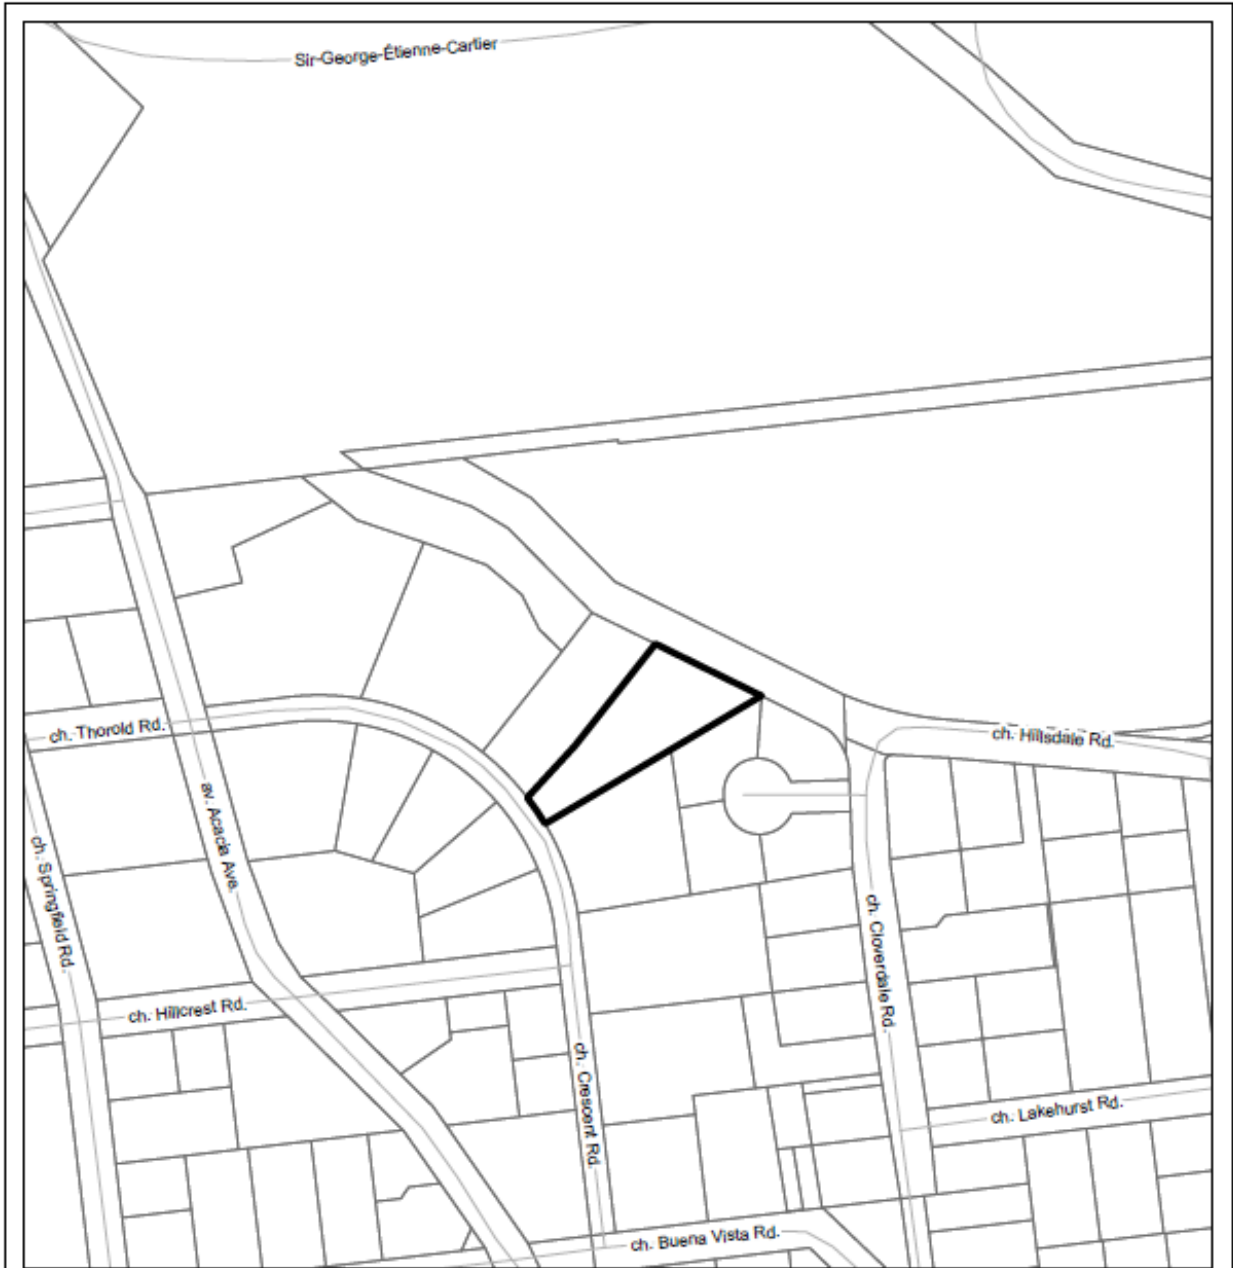 Sir-George-Étienne-Cartier
ch. Thorold Rd.
ch. Hillsdale Rd.
av. Acacia Ave.
ch. Springfield Rd.
ch. Cloverdale Rd.
ch. Hillcrest Rd.
ch. Crescent Rd.
ch. Lakehurst Rd.
ch. Buena Vista Rd.